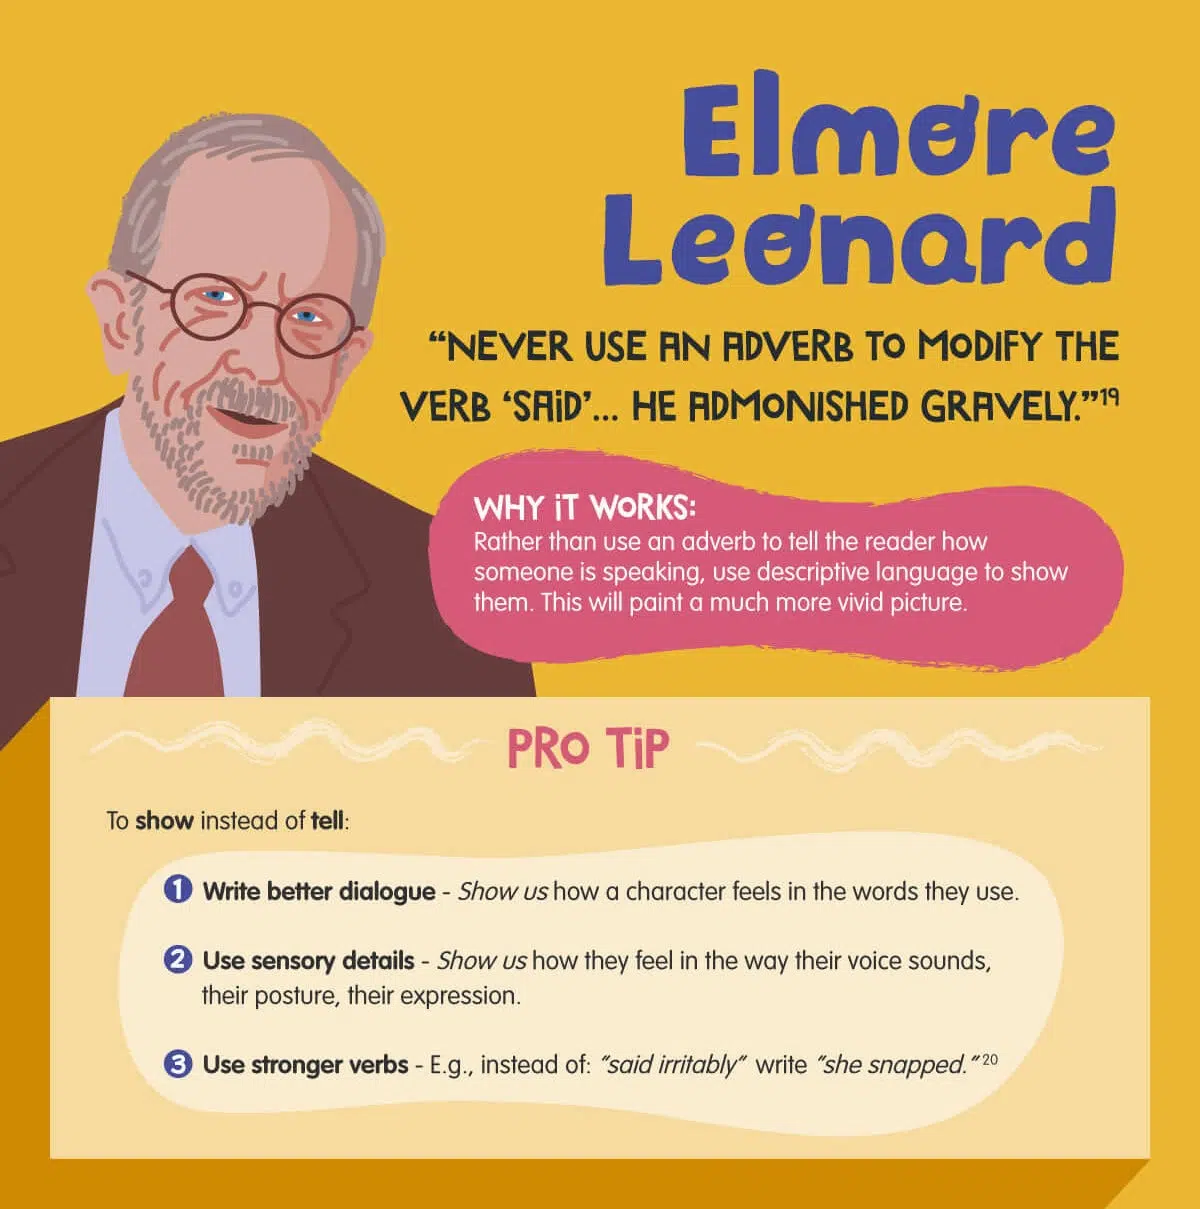 Elmore
Leonard
“NEVER USE AN ADVERB TO MODIFY THE
VERB ‘SAID’... HE ADMONISHED GRAVELY.”19
WHY IT WORKS:
Rather than use an adverb to tell the reader how
someone is speaking, use descriptive language to show
them. This will paint a much more vivid picture.
PRO TIP
To show instead of tell:
1 Write better dialogue - Show us how a character feels in the words they use.
2 Use sensory details - Show us how they feel in the way their voice sounds,
their posture, their expression.
3 Use stronger verbs - E.g., instead of: “said irritably” write “she snapped.”20